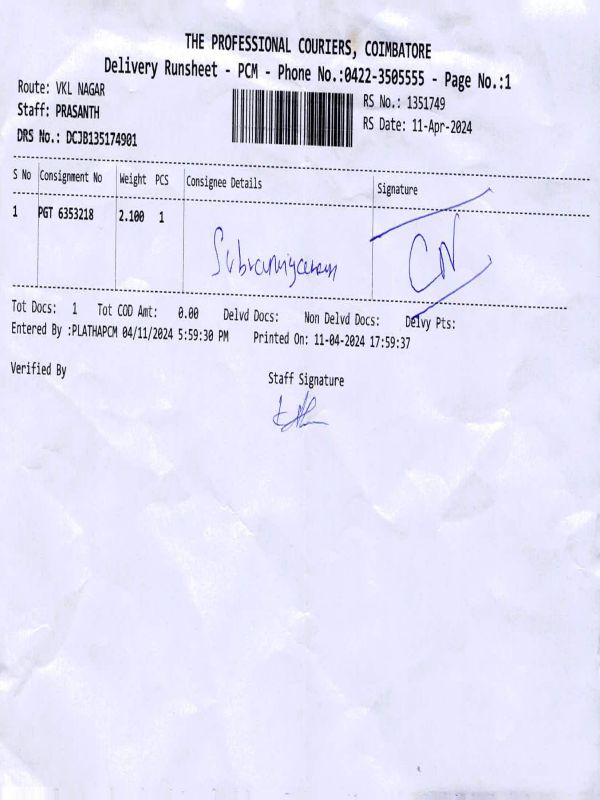 THE PROFESSIONAL COURIERS, COIMBATORE
Delivery Runsheet - PCM - Phone No.:0422-3505555 - Page No.:1
Route: VKL NAGAR
RS No.: 1351749
Staff: PRASANTH
RS Date: 11-Apr-2024
DRS No.: DCJB135174901
S No Consignment No Weight PCS Consignee Details Signature
1 PGT 6353218 2.100 1
CN
Tot Docs: 1 Tot COD Amt: 0.00 Delvd Docs: Non Delvd Docs: Delvy Pts:
Entered By :PLATHAPCM 04/11/2024 5:59:30 PM Printed On: 11-04-2024 17:59:37
Verified By
Staff Signature